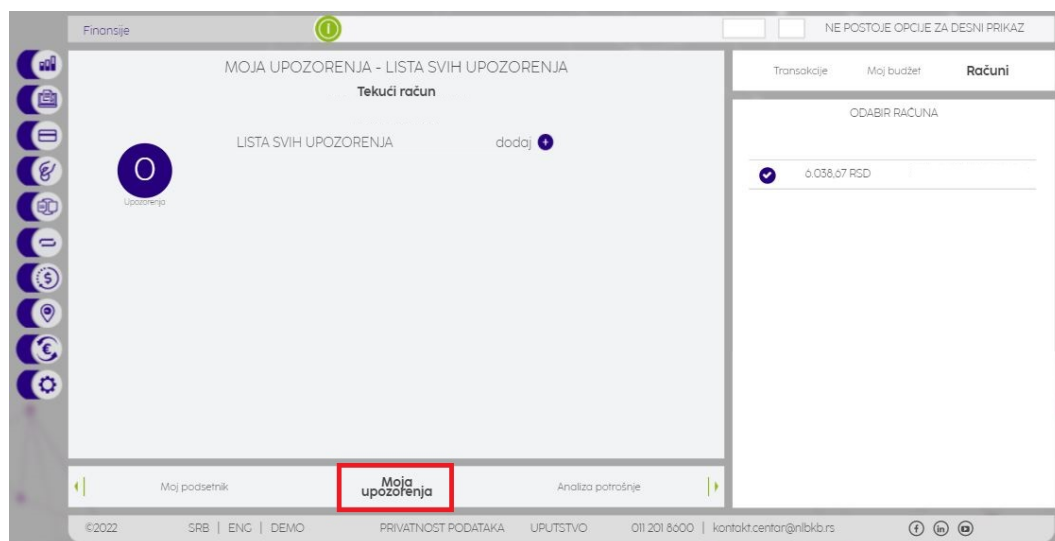 Finansije
NE POSTOJE OPCIJE ZA DESNI PRIKAZ
MOJA UPOZORENJA - LISTA SVIH UPOZORENJA
Tekući račun
LISTA SVIH UPOZORENJA
dodaj
0
Upozorenja
Transakcije Moj budžet Računi
ODABIR RAČUNA
6.038,67 RSD
Moj podsetnik
Moja
upozorenja
Analiza potrošnje
©2022 SRB | ENG | DEMO PRIVATNOST PODATAKA UPUTSTVO 011 201 8600 | kontakt.centar@nlbkb.rs